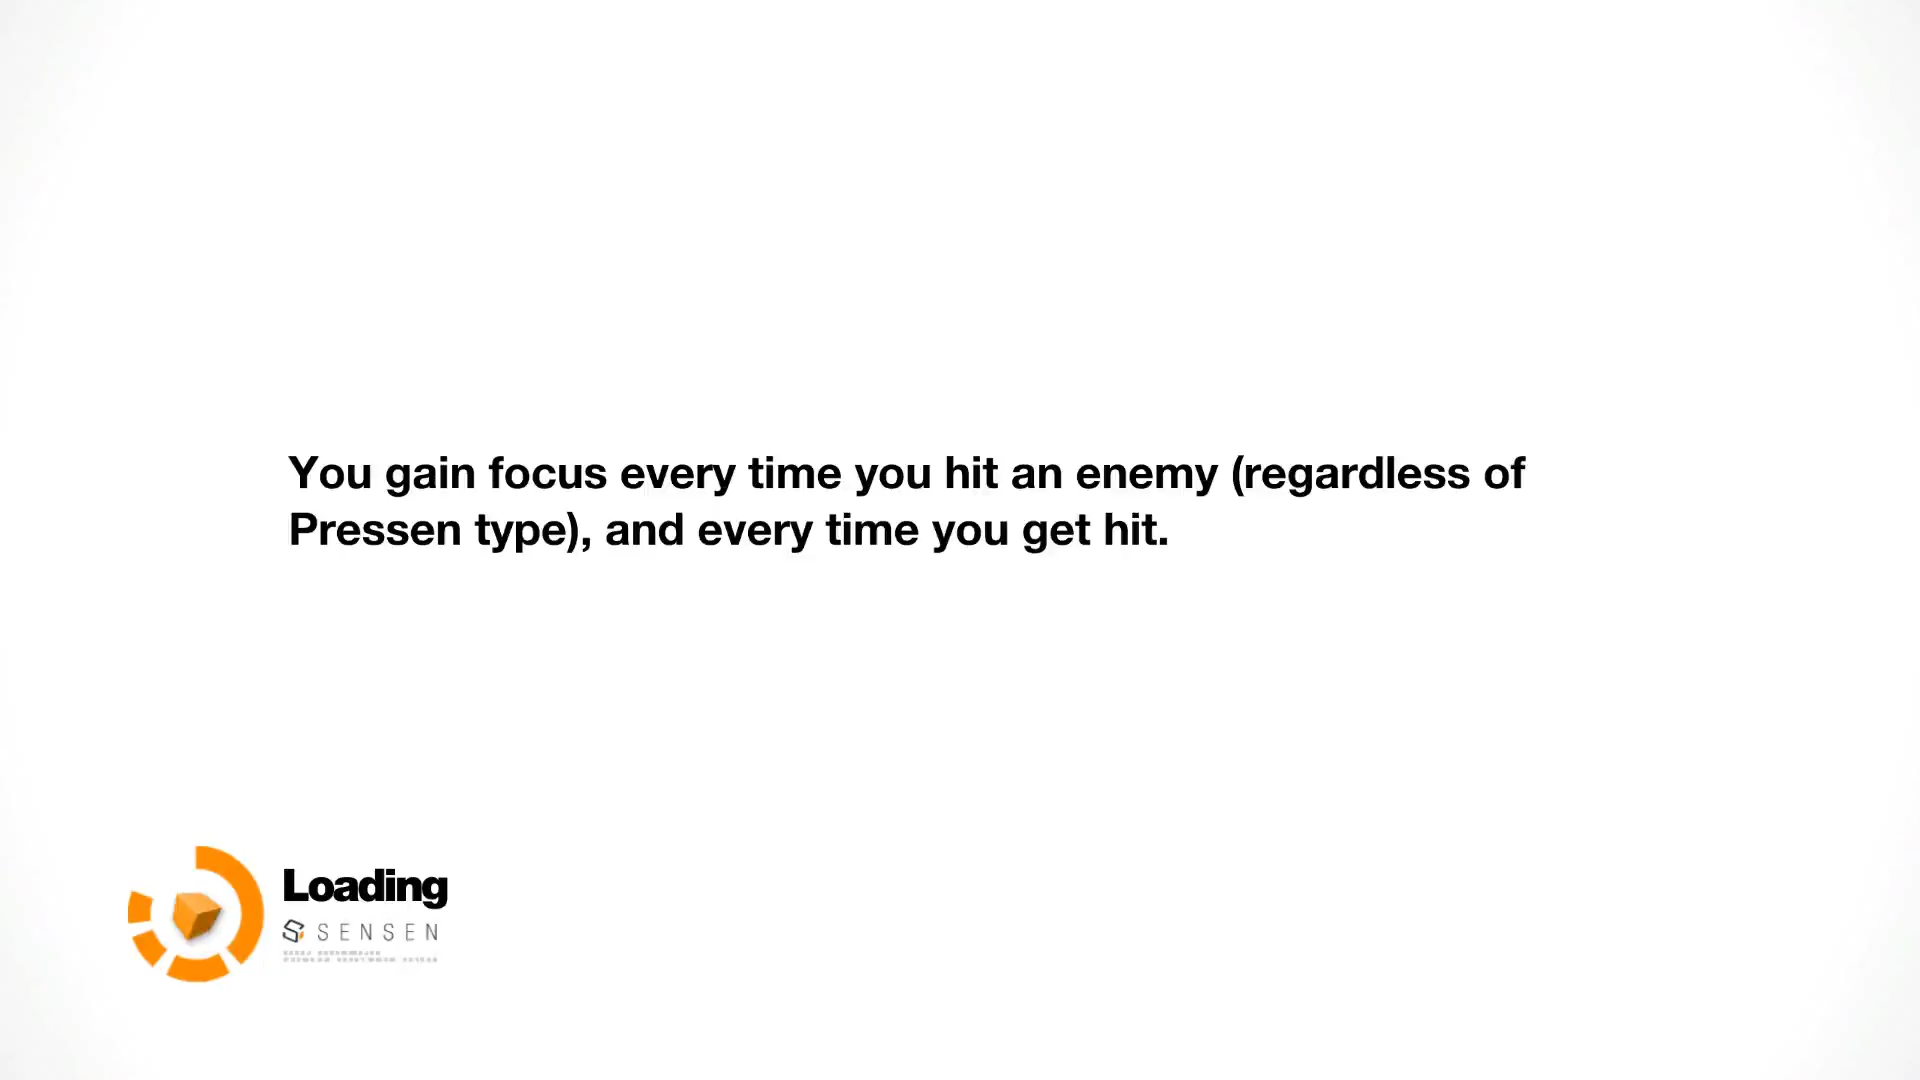 You gain focus every time you hit an enemy (regardless of
Pressen type), and every time you get hit.
Loading
SENSEN